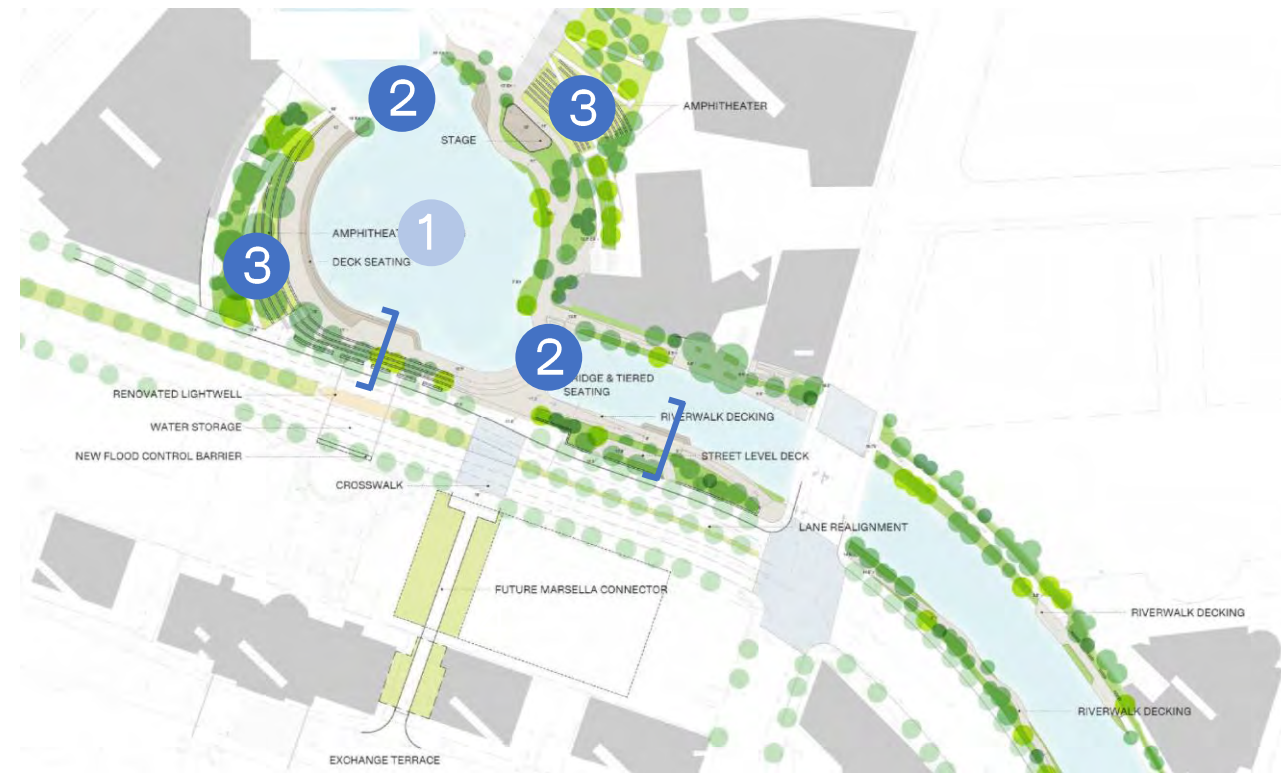 2
3
AMPHITHEATER
STAGE
1
AMPHITHEAT
3
DECK SEATING
2
RIDGE & TIERED
SEATING
RENOVATED LIGHTWELL
RIVERWALK DECKING
WATER STORAGE
NEW FLOOD CONTROL BARRIER
STREET LEVEL DECK
CROSSWALK
LANE REALIGNMENT
FUTURE MARSELLA CONNECTOR
RIVERWALK DECKING
RIVERWALK DECKING
EXCHANGE TERRACE